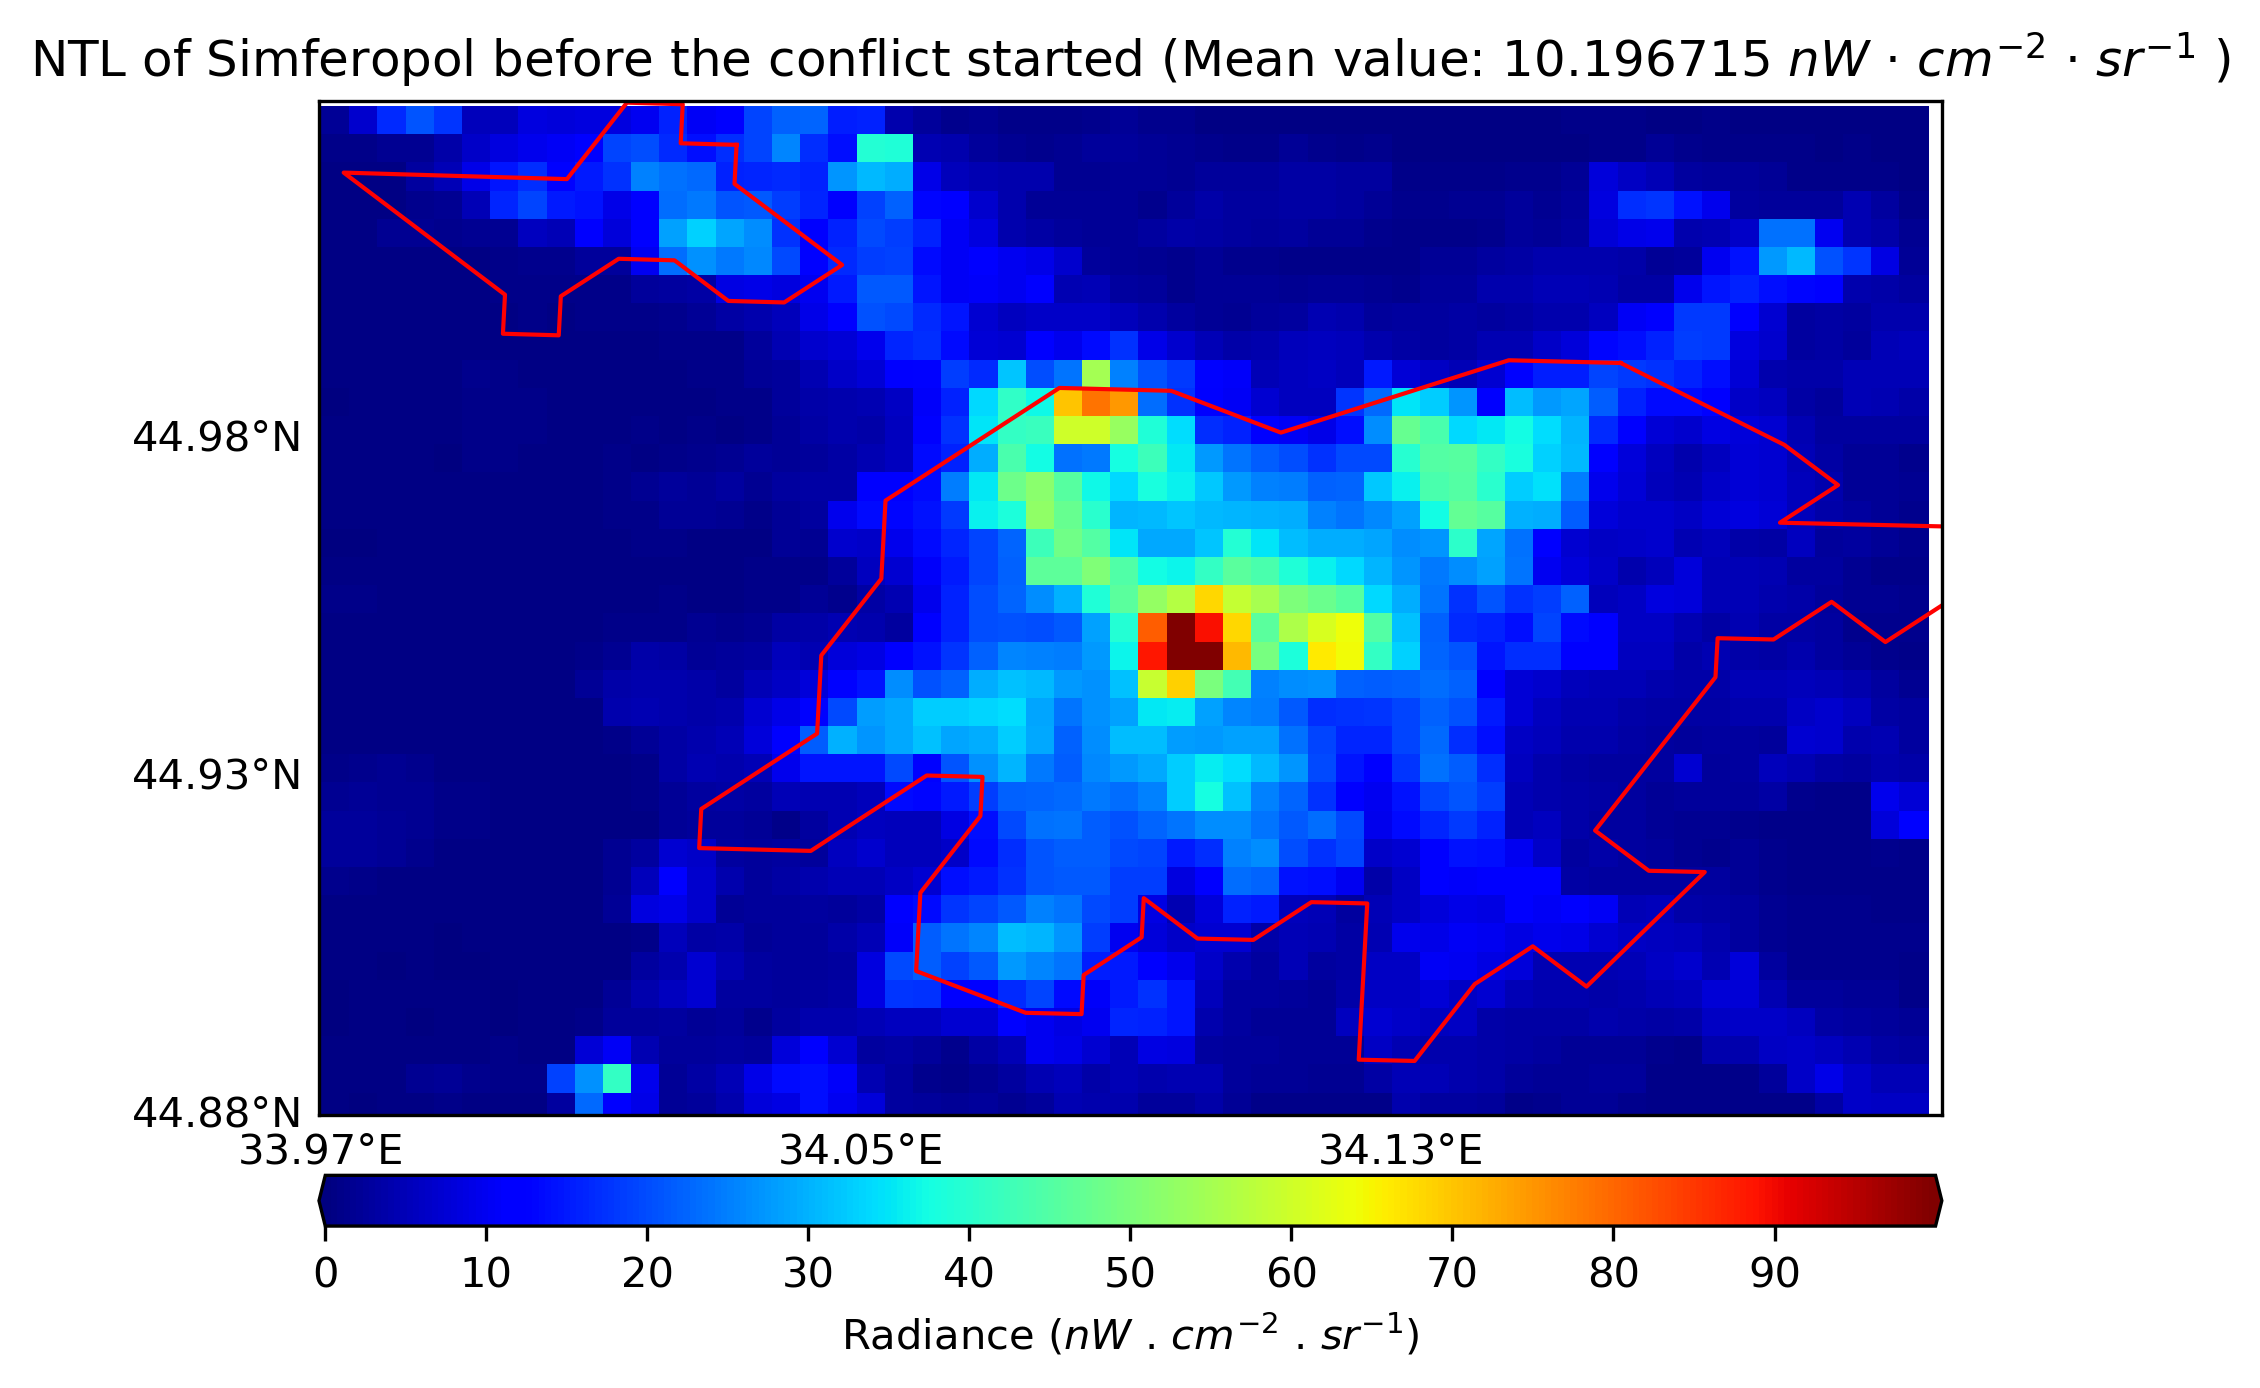 NTL of Simferopol before the conflict started (Mean value: 10.196715 nW · cm⁻² · sr⁻¹ )
44.98°N
44.93°N
44.88°N
33.97°E 34.05°E 34.13°E
0 10 20 30 40 50 60 70 80 90
Radiance (nW . cm⁻² . sr⁻¹)